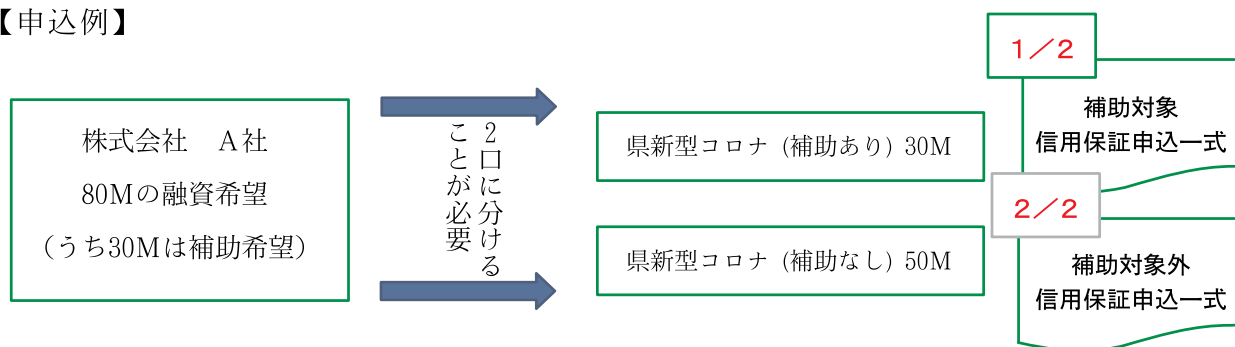 【申込例】
株式会社　A社
80Mの融資希望
（うち30Mは補助希望）
2口に分ける
ことが必要
県新型コロナ (補助あり) 30M
県新型コロナ (補助なし) 50M
1／2
補助対象
信用保証申込一式
2／2
補助対象外
信用保証申込一式